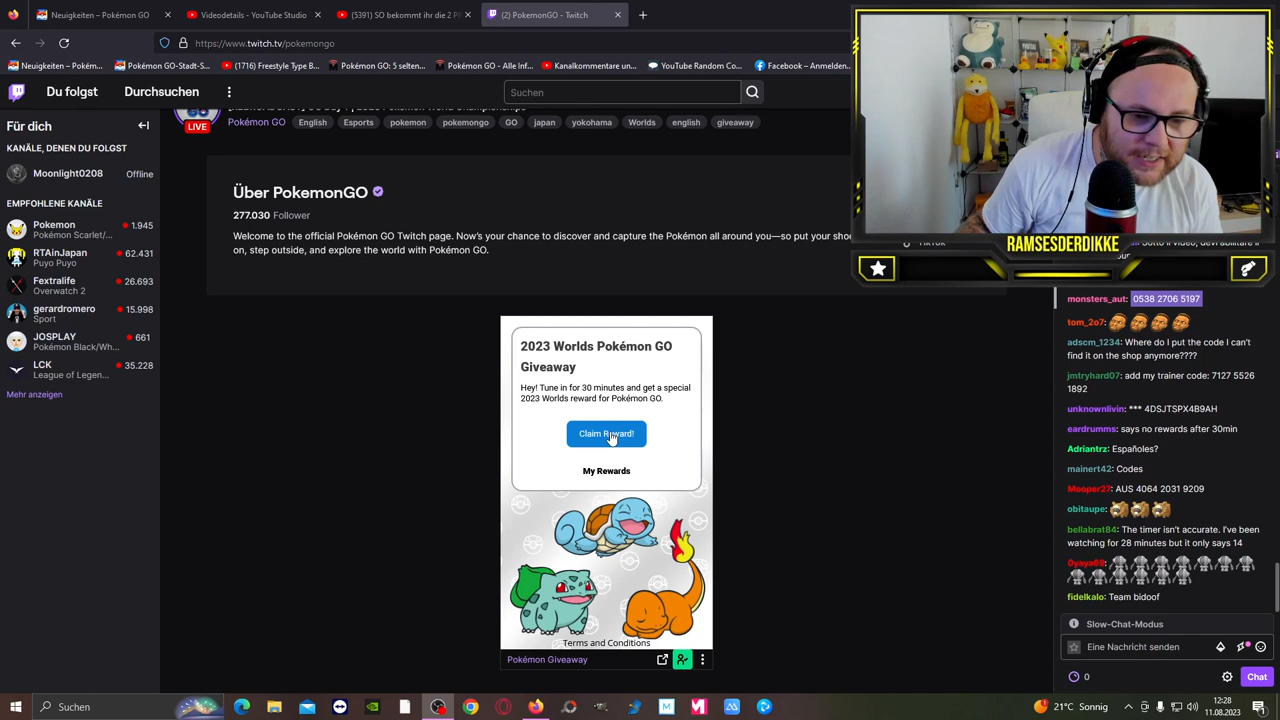 Neuigkeiten – Pokémon GO
Videodetails - YouTube Studio
(5391) SO bekommt ihr die 2
(2) PokemonGO - Twitch
https://www.twitch.tv/pokemongo
Neuigkeiten – Pokém...
Pokémon GO-Stadt-S...
(1716) Freestyle Type B...
Pokémon GO - Alle Inf...
Kanalkommentare un...
YouTube Random Co...
Facebook – Anmelden...
Du folgst
Durchsuchen
Suchen
Für dich
LIVE
Pokémon GO
English
Esports
pokemon
pokemongo
GO
japan
yokohama
Worlds
english
giveaway
KANÄLE, DENEN DU FOLGST
Moonlight0208
Offline
EMPFOHLENE KANÄLE
Pokemon
1.945
Pokémon Scarlet/...
RTAinJapan
62.431
Puyo Puyo
Fextralife
26.693
Overwatch 2
gerardromero
15.998
Sport
JOSPLAY
661
Pokémon Black/Wh...
LCK
35.228
League of Legen...
Mehr anzeigen
Über PokemonGO
277.030 Follower
Welcome to the official Pokémon GO Twitch page. Now's your chance to discover and capture the Pokémon all around you—so put your shoe
on, step outside, and explore the world with Pokémon GO.
TikTok
RAMSESDERDIKKE
2023 Worlds Pokémon GO
Giveaway
Hey! Tune in for 30 minutes and get a special
2023 Worlds reward for Pokémon GO.
Claim Reward!
My Rewards
Terms and Conditions
Pokémon Giveaway
Sotto il video, devi abilitare il
monsters_aut: 0538 2706 5197
tom_2o7:
adscm_1234: Where do I put the code I can't
find it on the shop anymore????
jmtryhard07: add my trainer code: 7127 5526
1892
unknownlivin: *** 4DSJTSPX4B9AH
eardrumms: says no rewards after 30min
Adriantrz: Españoles?
mainert42: Codes
Mooper27: AUS 4064 2031 9209
obitaupe:
bellabrat84: The timer isn't accurate. I've been
watching for 28 minutes but it only says 14
0yaya69:
fidelkalo: Team bidoof
Slow-Chat-Modus
Eine Nachricht senden
0
Chat
Suchen
21°C Sonnig
12:28
11.08.2023